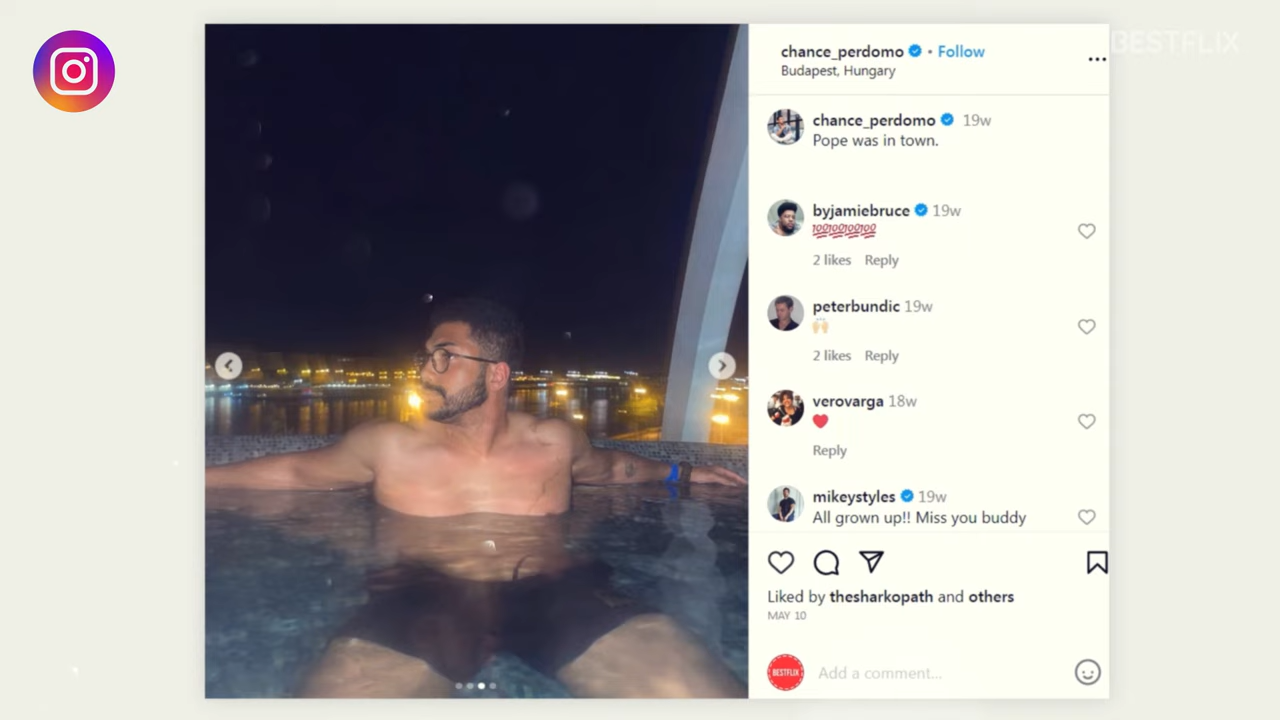 BESTFLIX
chance_perdomo • Follow
Budapest, Hungary
chance_perdomo 19w
Pope was in town.
byjamiebruce 19w
💯💯💯💯
2 likes Reply
peterbundic 19w
🙌🏻
2 likes Reply
verovarga 18w
❤️
Reply
mikeystyles 19w
All grown up!! Miss you buddy
Liked by thesharkopath and others
MAY 10
BESTFLIX
Add a comment...